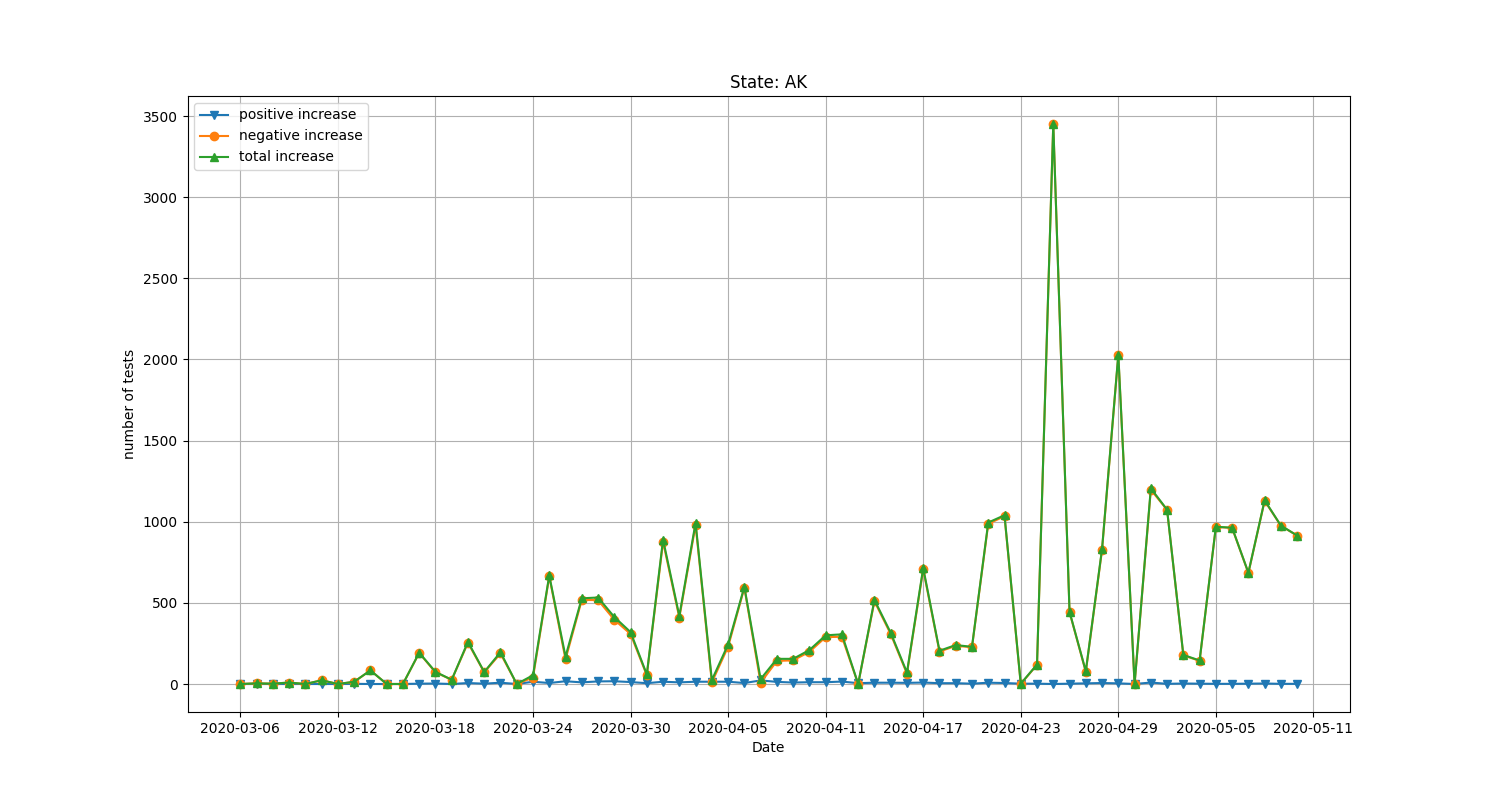 State: AK
positive increase
negative increase
total increase
number of tests
3500
3000
2500
2000
1500
1000
500
0
2020-03-06 2020-03-12 2020-03-18 2020-03-24 2020-03-30 2020-04-05 2020-04-11 2020-04-17 2020-04-23 2020-04-29 2020-05-05 2020-05-11
Date